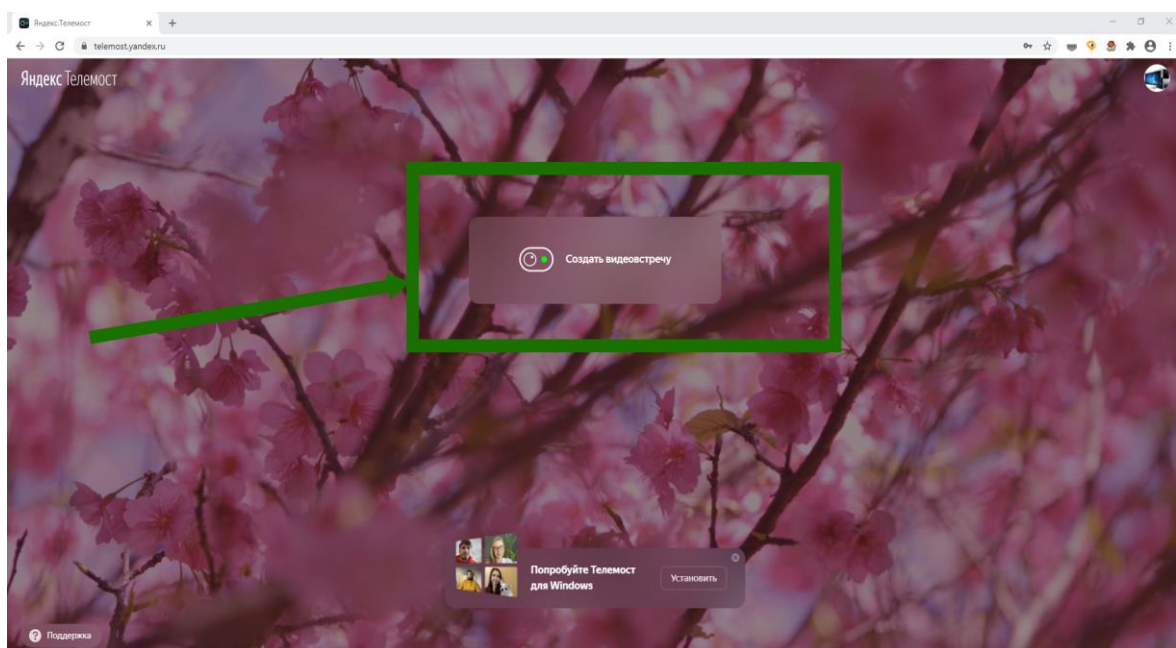 Яндекс.Телемост
telemost.yandex.ru
Яндекс Телемост
Создать видеовстречу
Попробуйте Телемост
для Windows
Установить
Поддержка